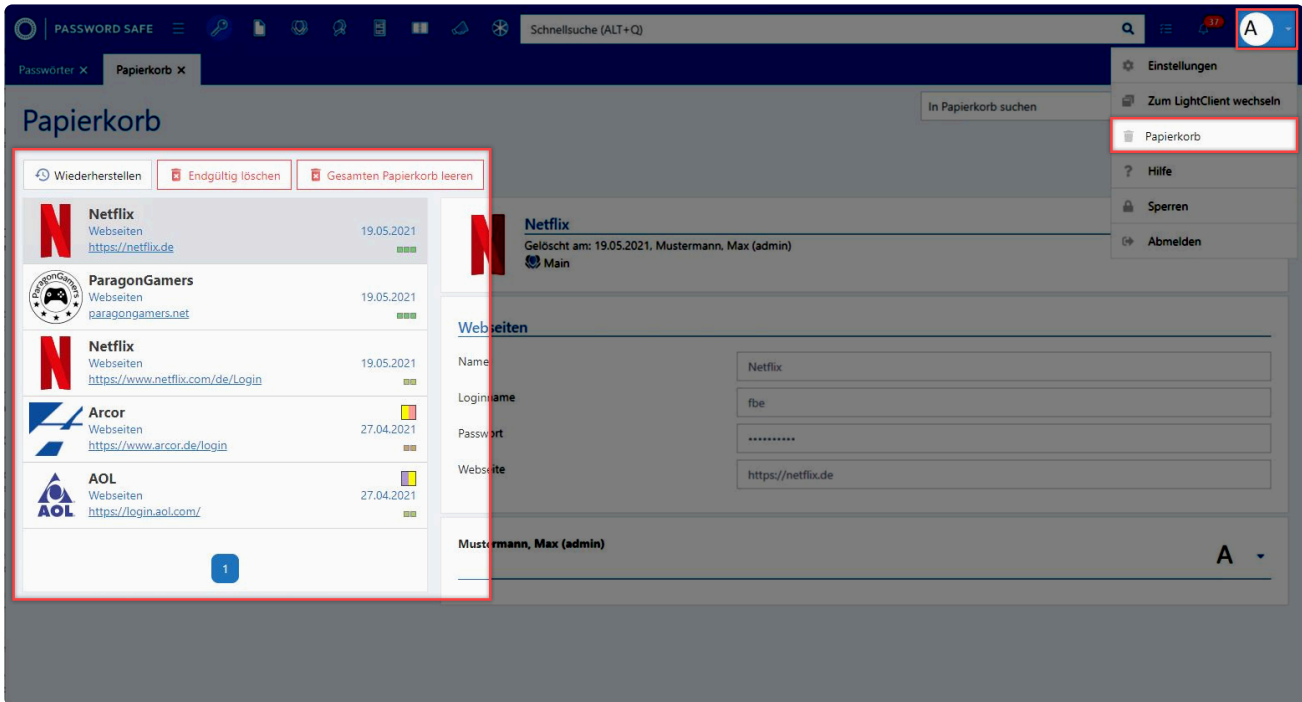 PASSWORD SAFE
Schnellsuche (ALT+Q)
37
A
Passwörter ×
Papierkorb ×
Einstellungen
Zum LightClient wechseln
Papierkorb
Hilfe
Sperren
Abmelden
Papierkorb
In Papierkorb suchen
Wiederherstellen
Endgültig löschen
Gesamten Papierkorb leeren
Netflix
Webseiten
19.05.2021
https://netflix.de
ParagonGamers
ParagonGamers
Webseiten
19.05.2021
paragongamers.net
Netflix
Webseiten
19.05.2021
https://www.netflix.com/de/Login
Arcor
Webseiten
27.04.2021
https://www.arcor.de/login
AOL
AOL
Webseiten
27.04.2021
https://login.aol.com/
1
Netflix
Gelöscht am: 19.05.2021, Mustermann, Max (admin)
Main
Webseiten
Name
Netflix
Loginname
fbe
Passwort
••••••••••
Webseite
https://netflix.de
Mustermann, Max (admin)
A